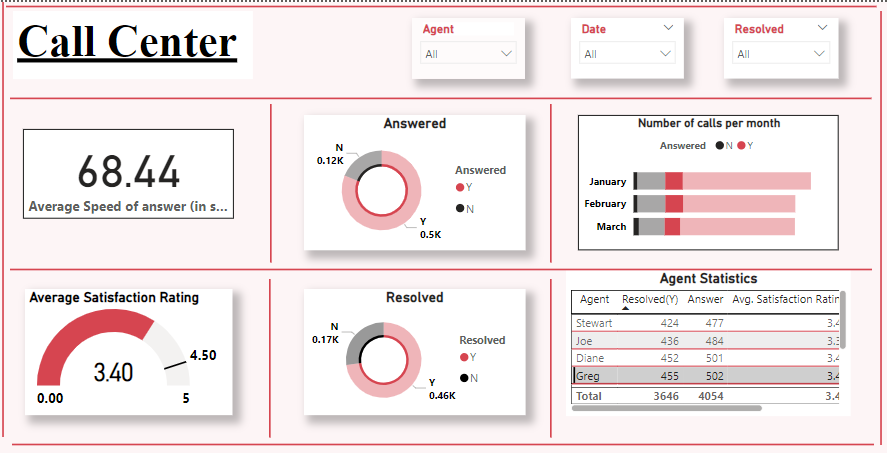 Call Center
Agent
All
Date
All
Resolved
All
68.44
Average Speed of answer (in s...
Answered
N
0.12K
Y
0.5K
Answered
Y
N
Number of calls per month
Answered N Y
January
February
March
Average Satisfaction Rating
3.40
4.50
0.00
5
Resolved
N
0.17K
Y
0.46K
Resolved
Y
N
Agent Statistics
Agent Resolved(Y) Answer Avg. Satisfaction Ratin
Stewart 424 477 3.4
Joe 436 484 3.3
Diane 452 501 3.4
Greg 455 502 3.4
Total 3646 4054 3.4